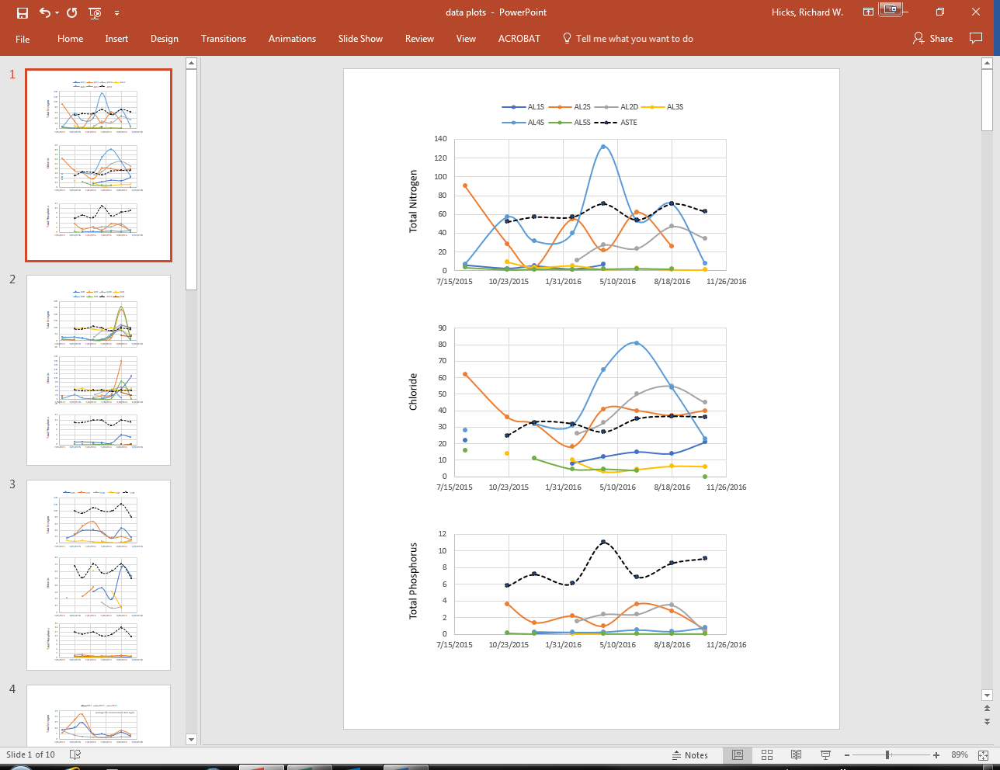 data plots - PowerPoint
Hicks, Richard W.
File Home Insert Design Transitions Animations Slide Show Review View ACROBAT Tell me what you want to do Share
1
2
3
4
AL1S AL2S AL2D AL3S
AL4S AL5S ASTE
Total Nitrogen
140
120
100
80
60
40
20
0
7/15/2015 10/23/2015 1/31/2016 5/10/2016 8/18/2016 11/26/2016
Chloride
90
80
70
60
50
40
30
20
10
0
7/15/2015 10/23/2015 1/31/2016 5/10/2016 8/18/2016 11/26/2016
Total Phosphorus
12
10
8
6
4
2
0
7/15/2015 10/23/2015 1/31/2016 5/10/2016 8/18/2016 11/26/2016
Slide 1 of 10
Notes
89%